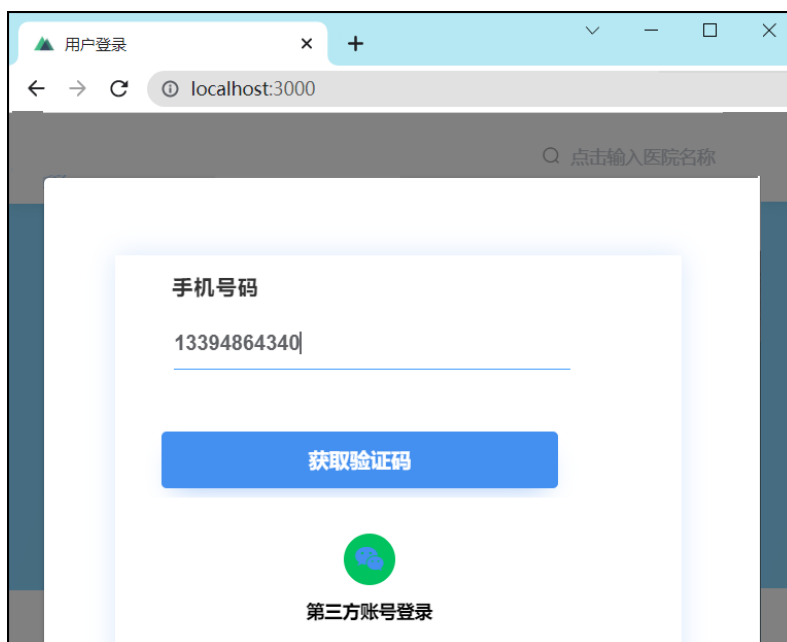 用户登录
localhost:3000
点击输入医院名称
手机号码
13394864340
获取验证码
第三方账号登录